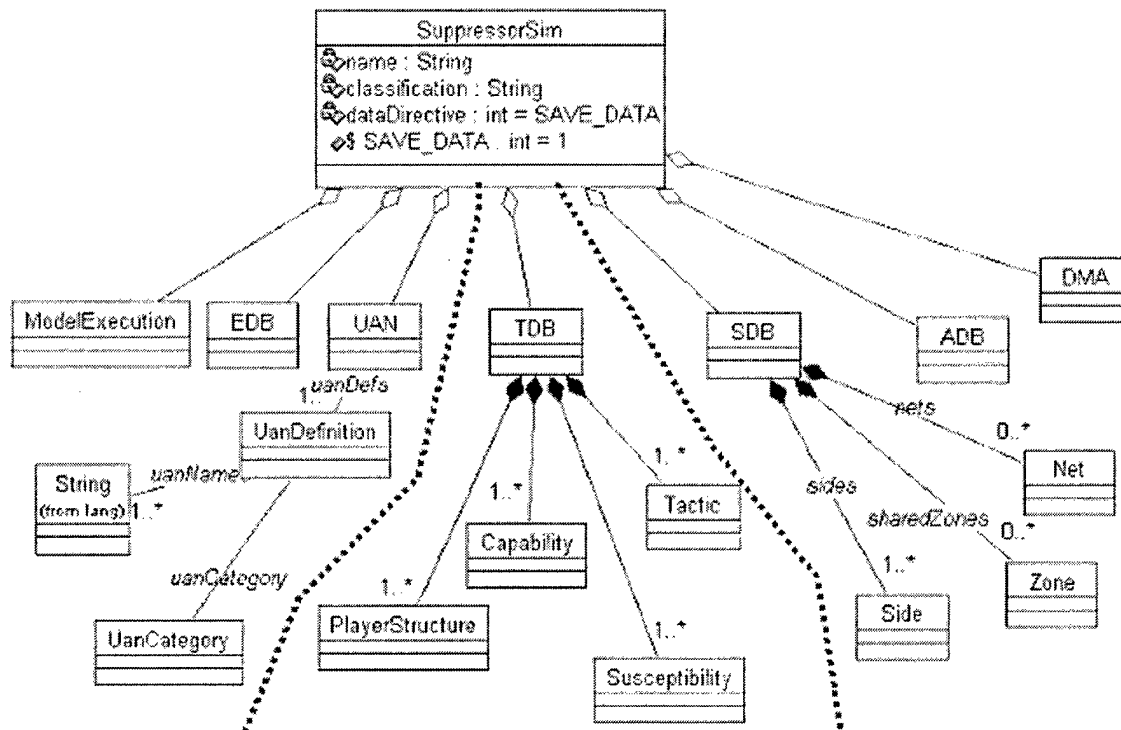 SuppressorSim
name : String
classification : String
dataDirective : int = SAVE_DATA
$ SAVE_DATA : int = 1
DMA
ModelExecution
EDB
UAN
TDB
SDB
ADB
uanDefs
1..
nets
UanDefinition
0..*
String
(from lang)
uanName
1..*
1..*
1..*
Tactic
sides
Net
sharedZones
0..*
Capability
uanCategory
1..*
1..*
Zone
PlayerStructure
Side
UanCategory
1..*
Susceptibility